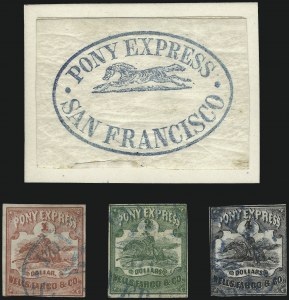 · PONY EXPRESS ·
SAN FRANCISCO
PONY EXPRESS
DOLLAR
WELLS, FARGO & CO.
PONY EXPRESS
DOLLARS
WELLS, FARGO & CO.
PONY EXPRESS
DOLLARS
WELLS, FARGO & CO.